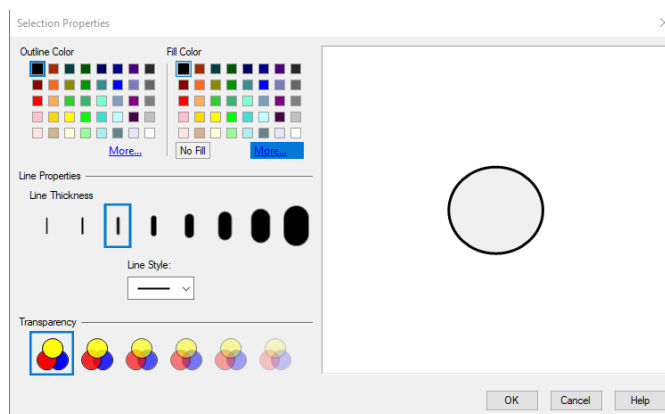 Selection Properties
Outline Color
Fill Color
More...
No Fill
More...
Line Properties
Line Thickness
Line Style:
Transparency
OK
Cancel
Help